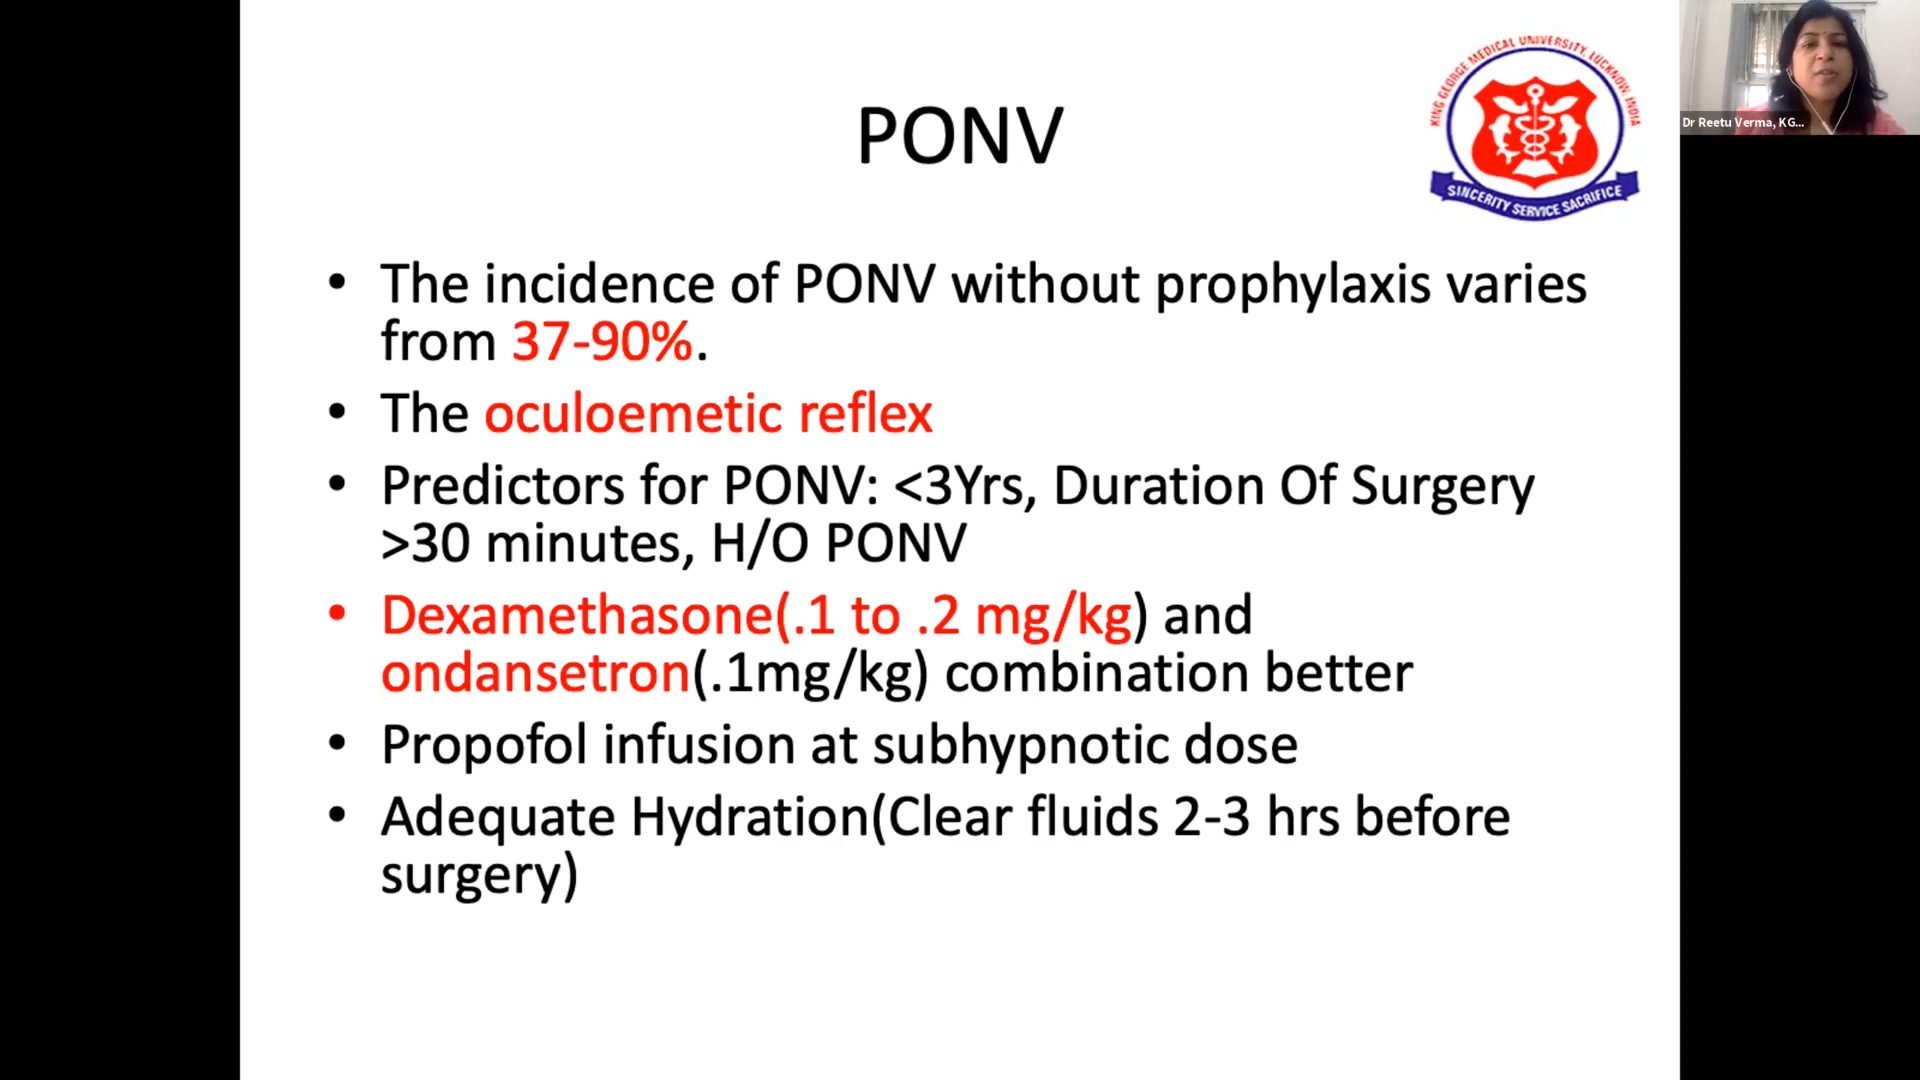 PONV
KING GEORGE MEDICAL UNIVERSITY, LUCKNOW, INDIA
SINCERITY SERVICE SACRIFICE
Dr Reetu Verma, KG...
• The incidence of PONV without prophylaxis varies
from 37-90%.
• The oculoemetic reflex
• Predictors for PONV: <3Yrs, Duration Of Surgery
>30 minutes, H/O PONV
• Dexamethasone(.1 to .2 mg/kg) and
ondansetron(.1mg/kg) combination better
• Propofol infusion at subhypnotic dose
• Adequate Hydration(Clear fluids 2-3 hrs before
surgery)